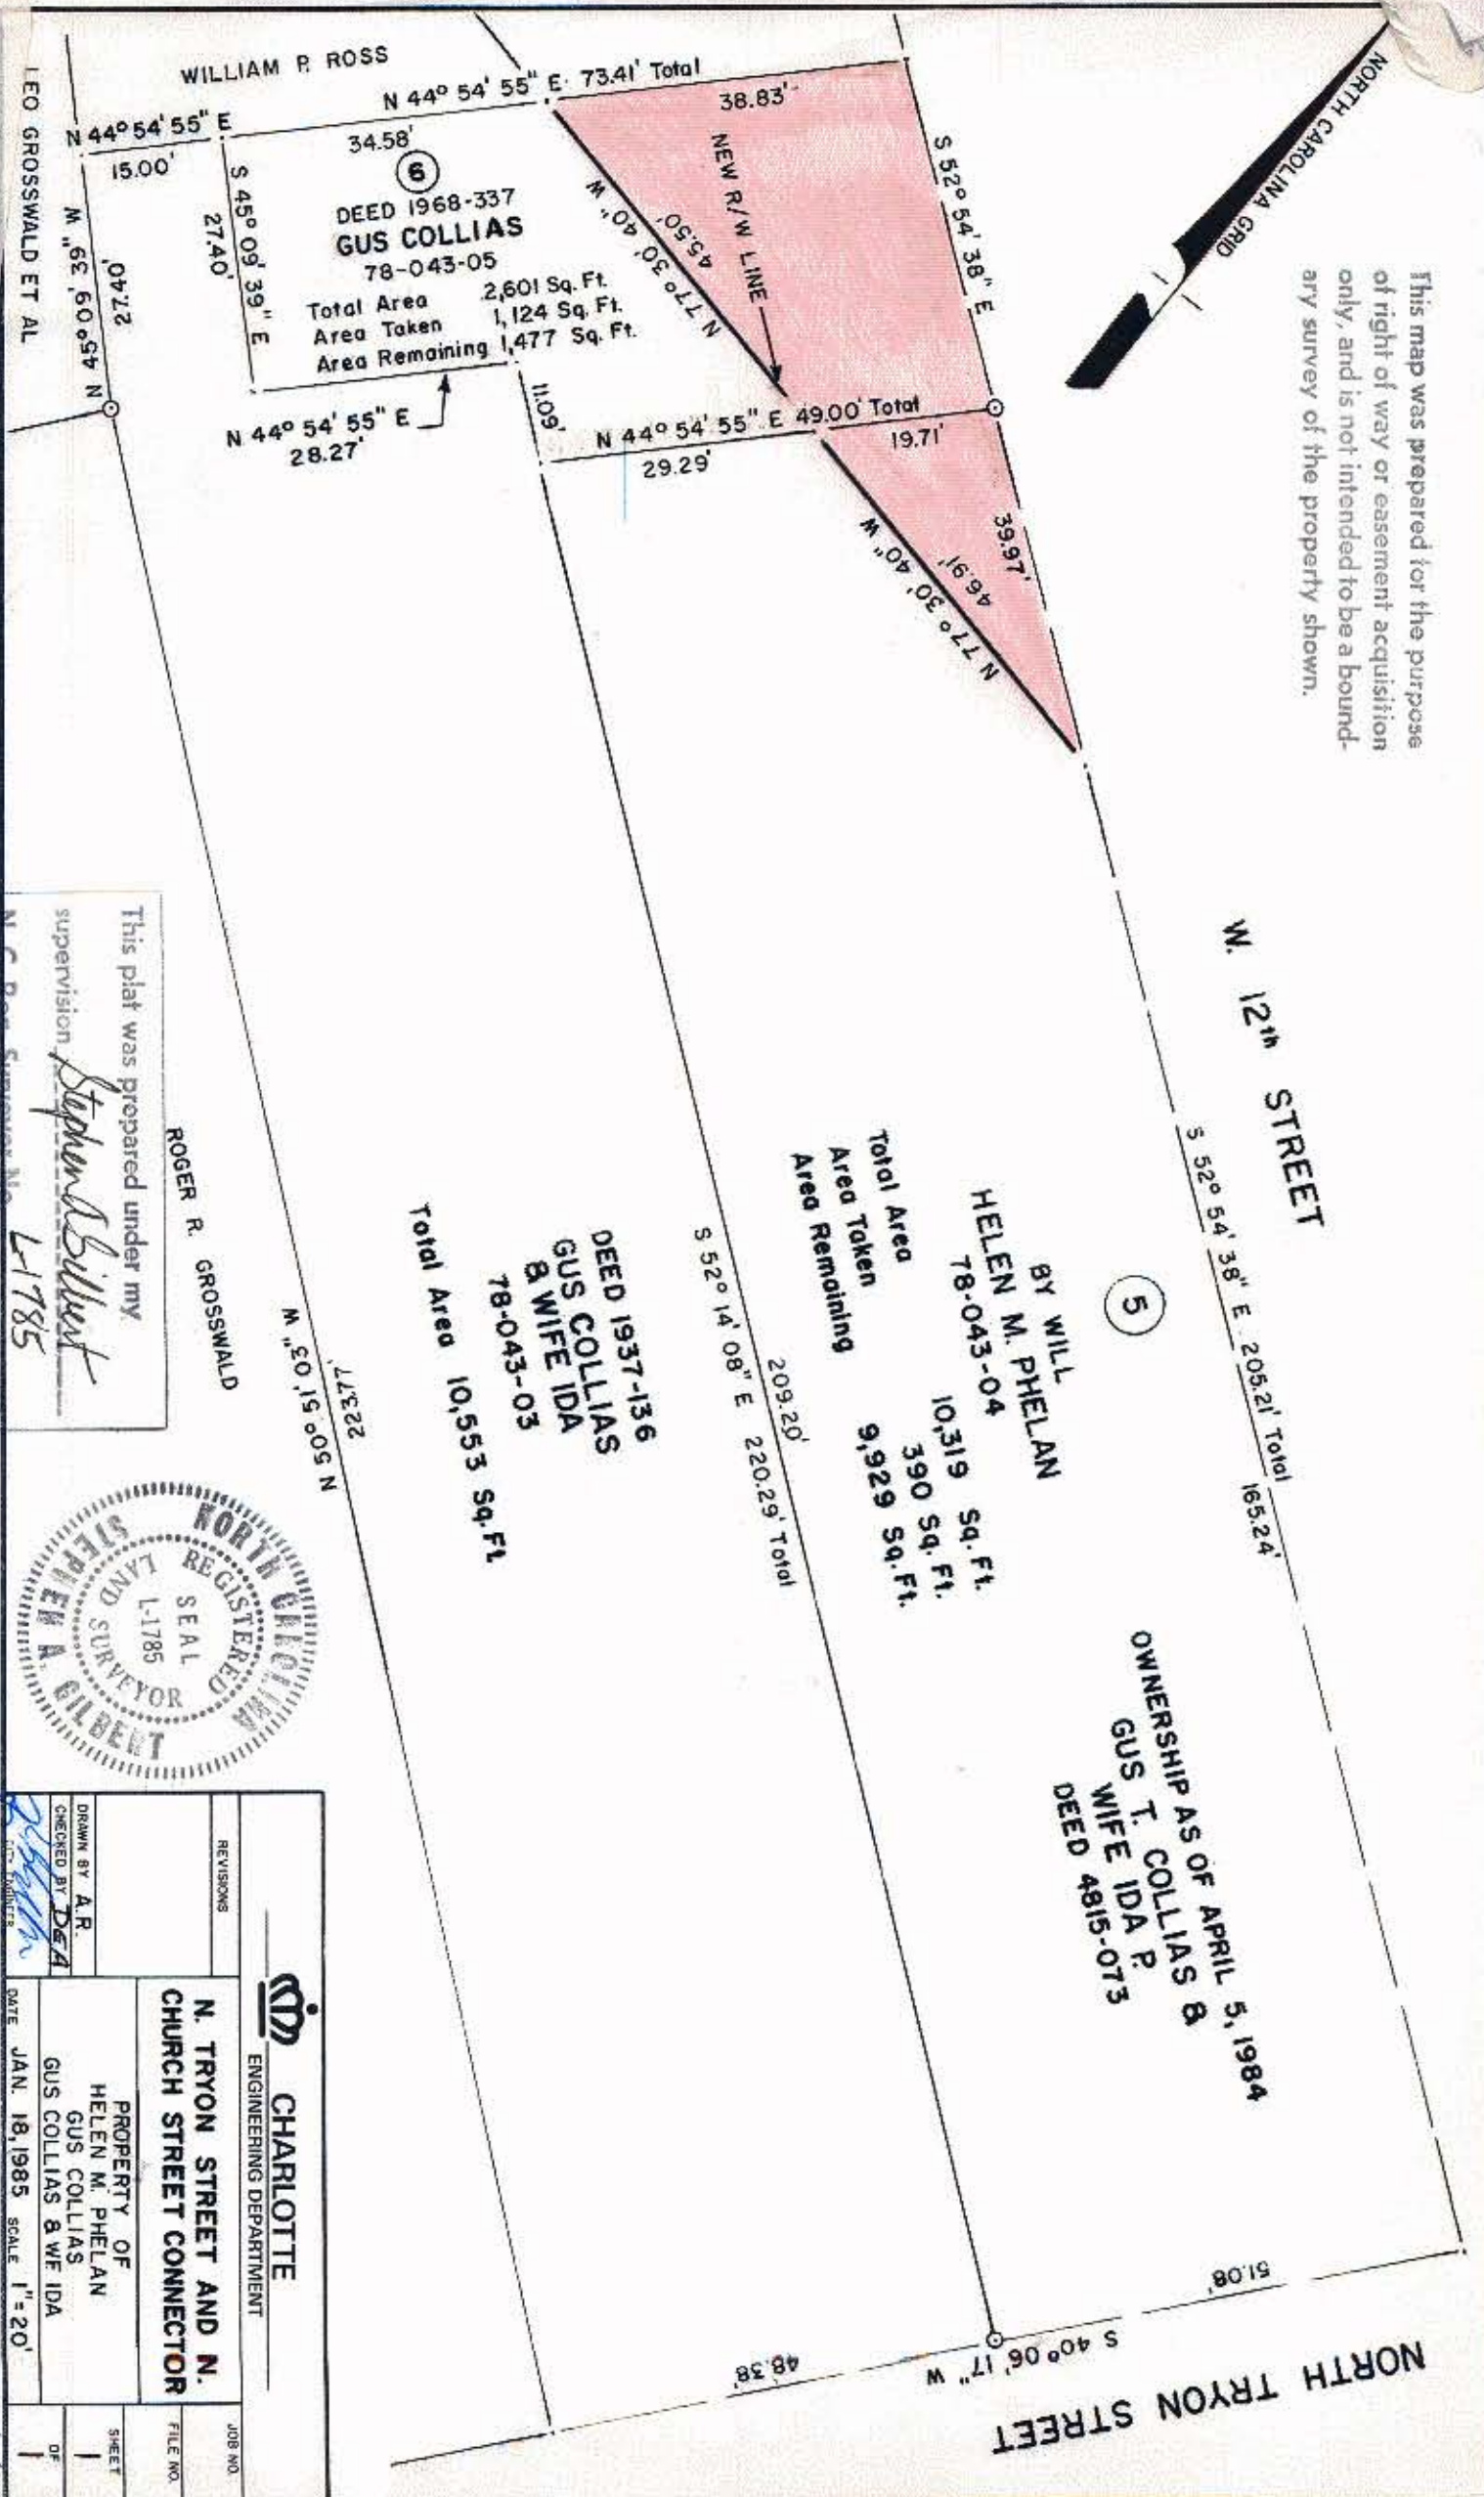 This map was prepared for the purpose
of right of way or easement acquisition
only, and is not intended to be a bound-
ary survey of the property shown.
NORTH CAROLINA GRID
WILLIAM P. ROSS
N 44° 54' 55" E 73.41' Total
38.83'
34.58'
N 44° 54' 55" E
15.00'
S 45° 09' 39" E
27.40'
27.40'
N 45° 09' 39" W
LEO GROSSWALD ET AL
6
DEED 1968-337
GUS COLLIAS
78-043-05
Total Area 2,601 Sq. Ft.
Area Taken 1,124 Sq. Ft.
Area Remaining 1,477 Sq. Ft.
N 44° 54' 55" E
28.27'
11.09'
NEW R/W LINE
45.50'
N 77° 30' 40" W
S 52° 54' 38" E
N 44° 54' 55" E 49.00' Total
19.71'
29.29'
39.97'
46.91'
N 77° 30' 40" W
W. 12th STREET
S 52° 54' 38" E 205.21' Total
165.24'
5
BY WILL
HELEN M. PHELAN
78-043-04
Total Area 10,319 Sq. Ft.
Area Taken 390 Sq. Ft.
Area Remaining 9,929 Sq. Ft.
OWNERSHIP AS OF APRIL 5, 1984
GUS T. COLLIAS &
WIFE IDA P.
DEED 4815-073
209.20'
S 52° 14' 08" E 220.29' Total
DEED 1937-136
GUS COLLIAS
& WIFE IDA
78-043-03
Total Area 10,553 Sq. Ft
223.77'
N 50° 51' 03" W
ROGER R. GROSSWALD
51.08'
S 40° 06' 17" W
48.38'
NORTH TRYON STREET
This plat was prepared under my
supervision Stephen A Gilbert
N. C. Reg. Surveyor No. L-1785
NORTH CAROLINA
REGISTERED
SEAL
L-1785
LAND SURVEYOR
STEPHEN A. GILBERT
CHARLOTTE
ENGINEERING DEPARTMENT
REVISIONS
N. TRYON STREET AND N.
CHURCH STREET CONNECTOR
PROPERTY OF
HELEN M. PHELAN
GUS COLLIAS
GUS COLLIAS & WF IDA
DRAWN BY A.R.
CHECKED BY DGA
CITY ENGINEER
DATE JAN. 18, 1985 SCALE 1" = 20'
JOB NO.
FILE NO.
SHEET
1
OF
1